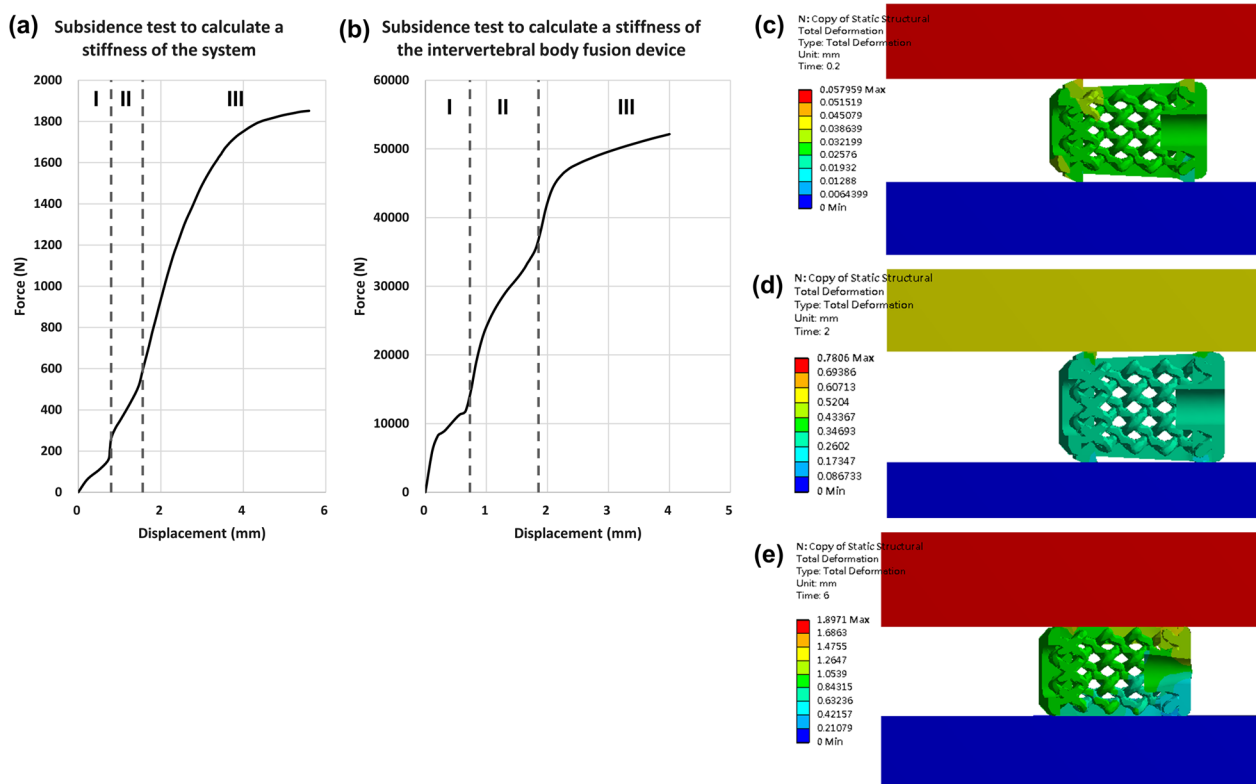 (a)
Subsidence test to calculate a
stiffness of the system
2000
1800
1600
1400
1200
1000
800
600
400
200
0
Force (N)
I
II
III
0
2
4
6
Displacement (mm)
(b)
Subsidence test to calculate a stiffness of
the intervertebral body fusion device
60000
50000
40000
30000
20000
10000
0
Force (N)
I
II
III
0
1
2
3
4
5
Displacement (mm)
(c)
N: Copy of Static Structural
Total Deformation
Type: Total Deformation
Unit: mm
Time: 0.2
0.057959 Max
0.051519
0.045079
0.038639
0.032199
0.02576
0.01932
0.01288
0.0064399
0 Min
(d)
N: Copy of Static Structural
Total Deformation
Type: Total Deformation
Unit: mm
Time: 2
0.7806 Max
0.69386
0.60713
0.5204
0.43367
0.34693
0.2602
0.17347
0.086733
0 Min
(e)
N: Copy of Static Structural
Total Deformation
Type: Total Deformation
Unit: mm
Time: 6
1.8971 Max
1.6863
1.4755
1.2647
1.0539
0.84315
0.63236
0.42157
0.21079
0 Min